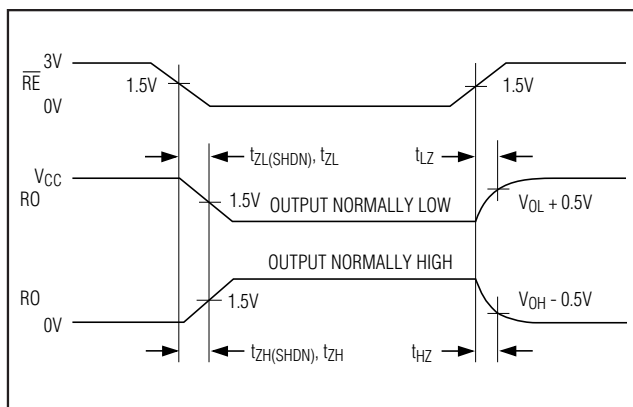 3V
RE
1.5V
1.5V
0V
tZL(SHDN), tZL
tLZ
VCC
RO
1.5V
OUTPUT NORMALLY LOW
VOL + 0.5V
OUTPUT NORMALLY HIGH
RO
1.5V
VOH - 0.5V
0V
tZH(SHDN), tZH
tHZ